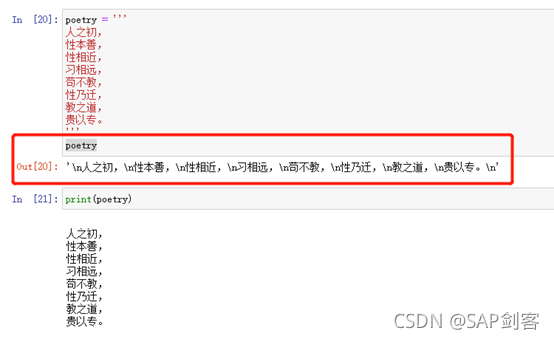 In [20]: poetry = '''
人之初，
性本善，
性相近，
习相远，
苟不教，
性乃迁，
教之道，
贵以专。
'''
poetry
Out[20]: '\n人之初，\n性本善，\n性相近，\n习相远，\n苟不教，\n性乃迁，\n教之道，\n贵以专。\n'
In [21]: print(poetry)
人之初，
性本善，
性相近，
习相远，
苟不教，
性乃迁，
教之道，
贵以专。
CSDN @SAP剑客